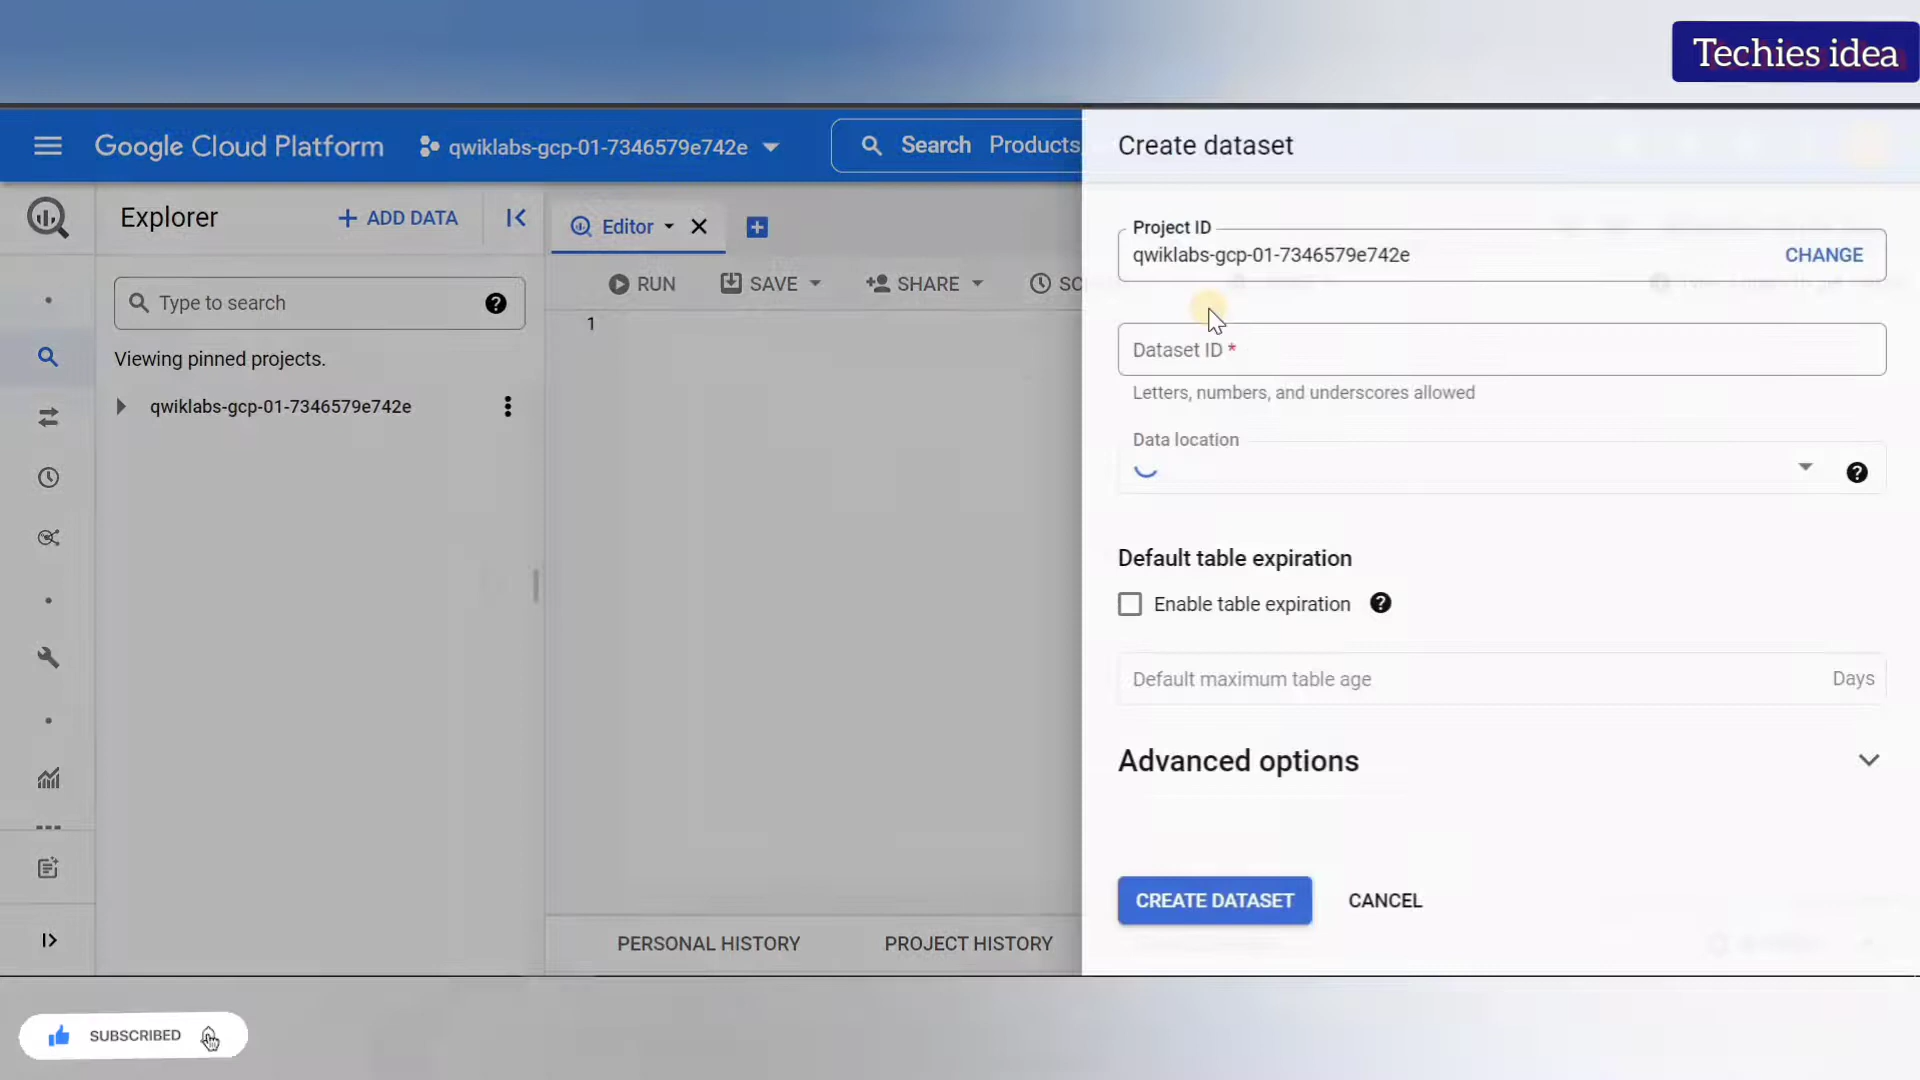 Techies idea
Google Cloud Platform
qwiklabs-gcp-01-7346579e742e
Search Products
Create dataset
Explorer
ADD DATA
Editor
RUN
SAVE
SHARE
Type to search
Viewing pinned projects.
qwiklabs-gcp-01-7346579e742e
1
Project ID
qwiklabs-gcp-01-7346579e742e
CHANGE
Dataset ID *
Letters, numbers, and underscores allowed
Data location
Default table expiration
Enable table expiration
Default maximum table age
Days
Advanced options
CREATE DATASET
CANCEL
PERSONAL HISTORY
PROJECT HISTORY
SUBSCRIBED